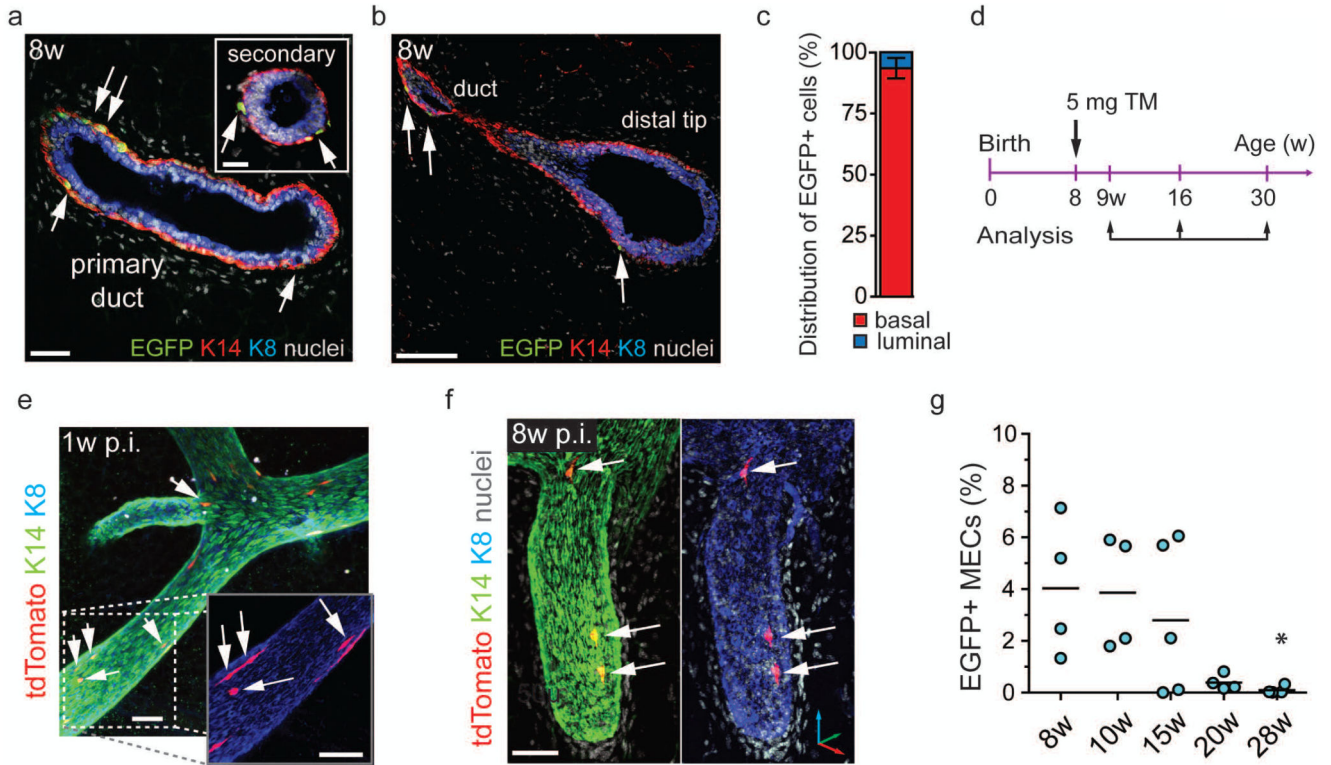 a
8w
secondary
primary
duct
EGFP K14 K8 nuclei
b
8w
duct
distal tip
EGFP K14 K8 nuclei
c
Distribution of EGFP+ cells (%)
100
75
50
25
0
basal
luminal
d
5 mg TM
Birth
Age (w)
0
8
9w
16
30
Analysis
e
1w p.i.
tdTomato K14 K8
f
8w p.i.
tdTomato K14 K8 nuclei
g
EGFP+ MECs (%)
10
8
6
4
2
0
*
8w
10w
15w
20w
28w